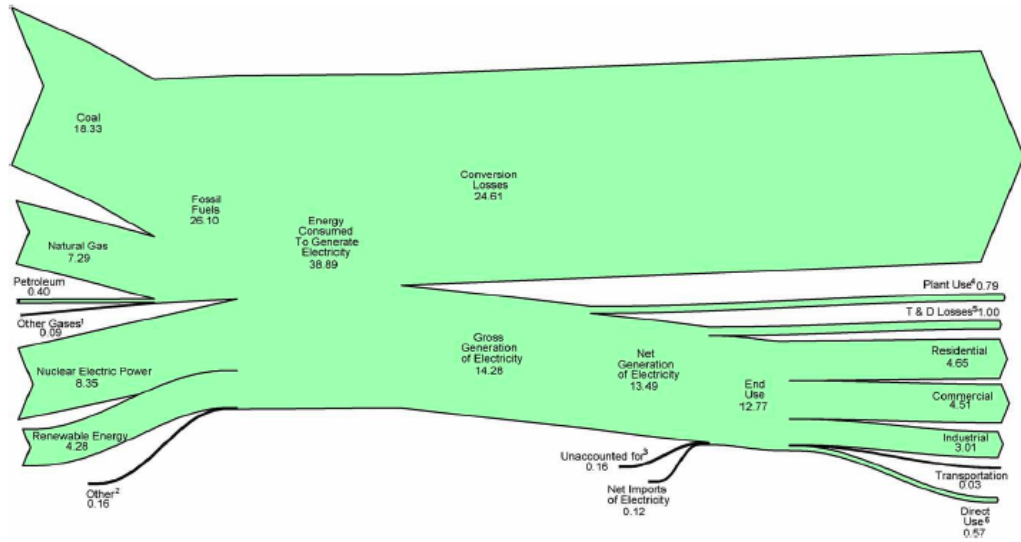 Coal
18.33
Natural Gas
7.29
Petroleum
0.40
Other Gases¹
0.09
Nuclear Electric Power
8.35
Renewable Energy
4.28
Other²
0.16
Fossil
Fuels
26.10
Energy
Consumed
To Generate
Electricity
38.89
Conversion
Losses
24.61
Gross
Generation
of Electricity
14.28
Net
Generation
of Electricity
13.49
Unaccounted for³
0.16
Net Imports
of Electricity
0.12
End
Use
12.77
Plant Use⁴ 0.79
T & D Losses⁵ 1.00
Residential
4.65
Commercial
4.51
Industrial
3.01
Transportation
0.03
Direct
Use⁶
0.57